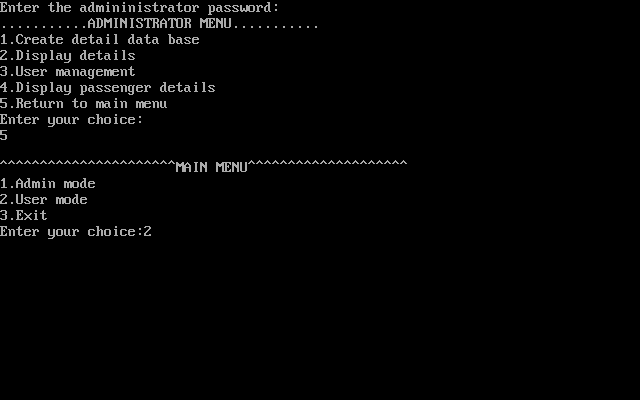 Enter the admininistrator password:
...........ADMINISTRATOR MENU...........
1.Create detail data base
2.Display details
3.User management
4.Display passenger details
5.Return to main menu
Enter your choice:
5
^^^^^^^^^^^^^^^^^^^^^^MAIN MENU^^^^^^^^^^^^^^^^^^^^
1.Admin mode
2.User mode
3.Exit
Enter your choice:2